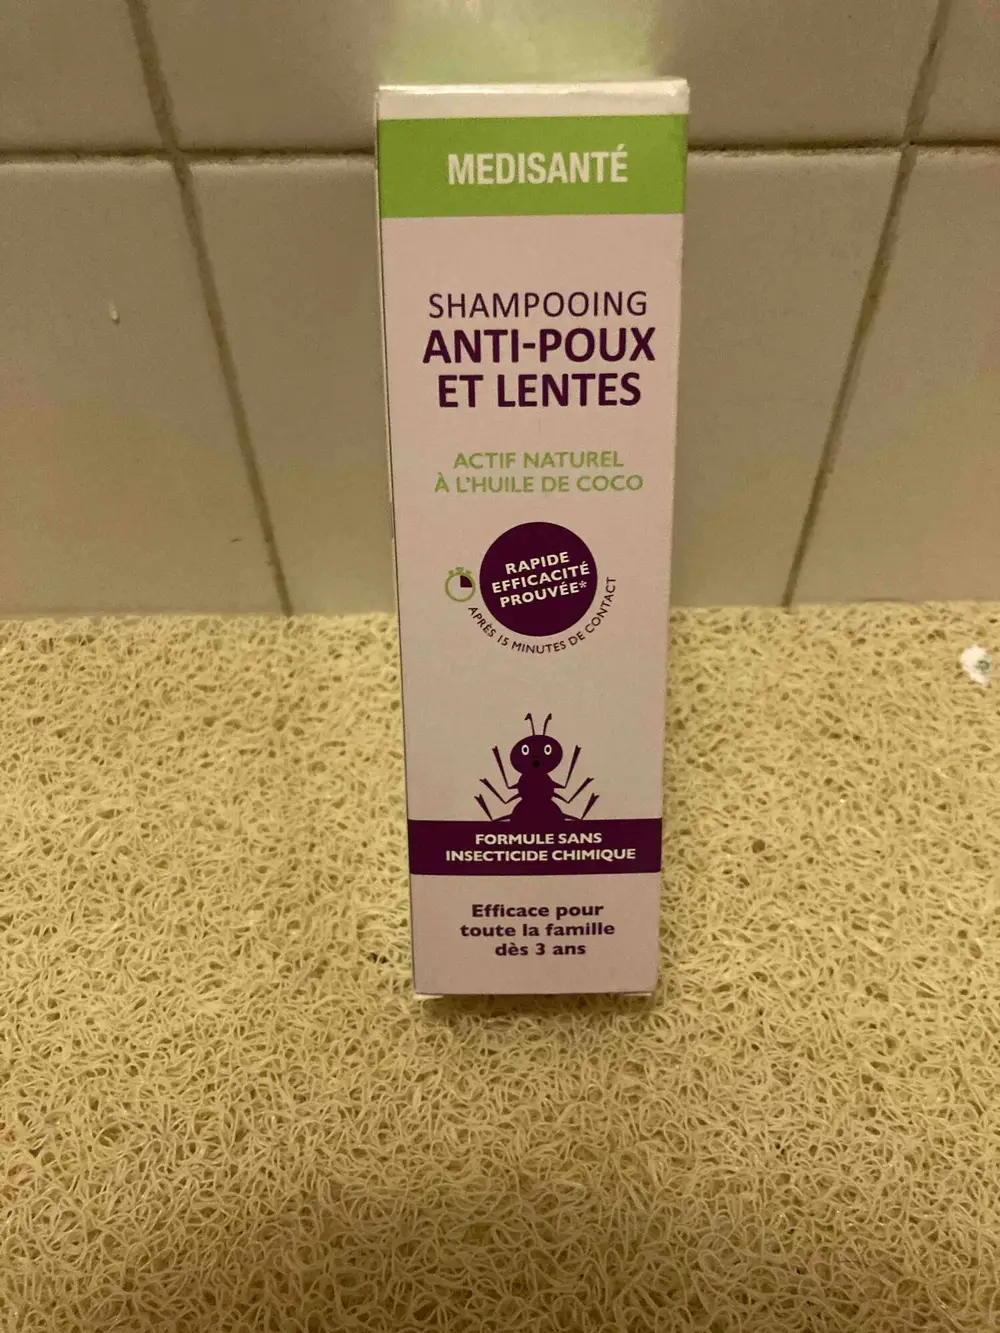 MEDISANTÉ
SHAMPOOING
ANTI-POUX
ET LENTES
ACTIF NATUREL
À L'HUILE DE COCO
RAPIDE
EFFICACITÉ
PROUVÉE*
APRÈS 15 MINUTES DE CONTACT
FORMULE SANS
INSECTICIDE CHIMIQUE
Efficace pour
toute la famille
dès 3 ans